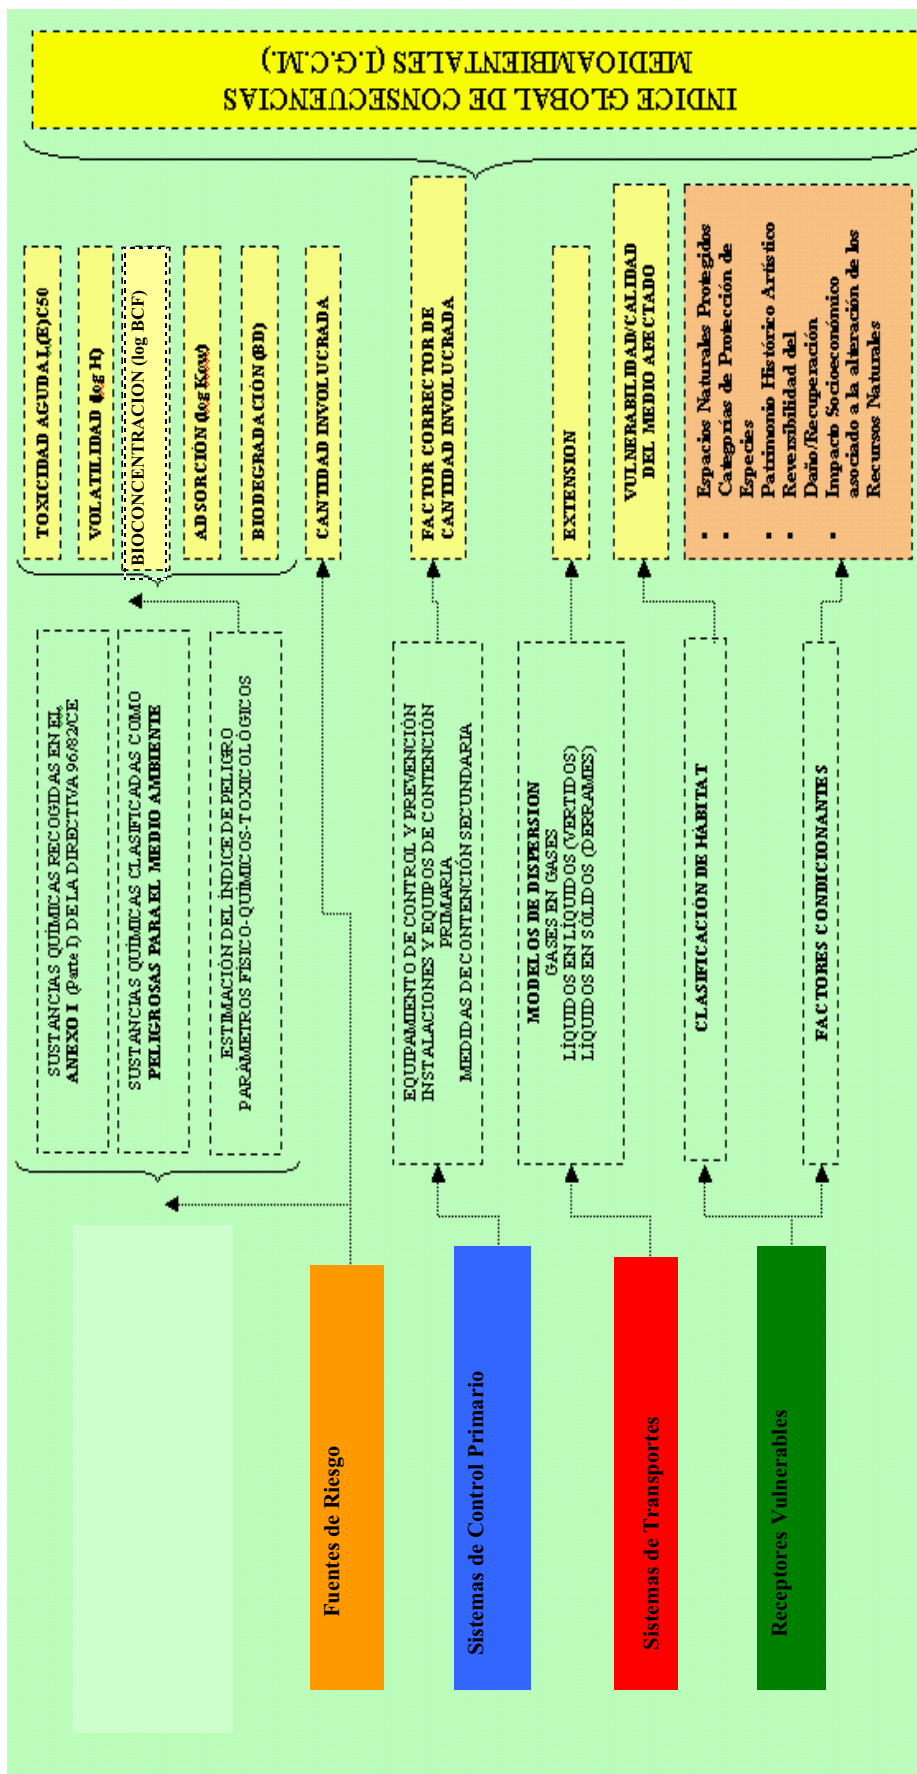 Fuentes de Riesgo
Sistemas de Control Primario
Sistemas de Transportes
Receptores Vulnerables
SUSTANCIAS QUÍMICAS RECOGIDAS EN EL
ANEXO I (Parte I) DE LA DIRECTIVA 96/82/CE
SUSTANCIAS QUÍMICAS CLASIFICADAS COMO
PELIGROSAS PARA EL MEDIO AMBIENTE
ESTIMACIÓN DEL ÍNDICE DE PELIGRO
PARÁMETROS FÍSICO-QUÍMICOS-TOXICOLÓGICOS
EQUIPAMIENTO DE CONTROL Y PREVENCIÓN
INSTALACIONES Y EQUIPOS DE CONTENCIÓN
PRIMARIA
MEDIDAS DE CONTENCIÓN SECUNDARIA
MODELOS DE DISPERSION
GASES EN GASES
LÍQUIDOS EN LÍQUIDOS (VERTIDOS)
LÍQUIDOS EN SÓLIDOS (DERRAMES)
CLASIFICACIÓN DE HÁBITAT
FACTORES CONDICIONANTES
TOXICIDAD AGUDAL(E)C50
VOLATILIDAD (log H)
BIOCONCENTRACION (log BCF)
ADSORCIÓN (log Kow)
BIODEGRADACIÓN (BD)
CANTIDAD INVOLUCRADA
FACTOR CORRECTOR DE
CANTIDAD INVOLUCRADA
EXTENSION
VULNERABILIDAD/CALIDAD
DEL MEDIO AFECTADO
▪ Espacios Naturales Protegidos
▪ Categorías de Protección de
Especies
▪ Patrimonio Histórico Artístico
▪ Reversibilidad del
Daño/Recuperación
▪ Impacto Socioeconómico
asociado a la alteración de los
Recursos Naturales
INDICE GLOBAL DE CONSECUENCIAS
MEDIOAMBIENTALES (I.G.C.M.)